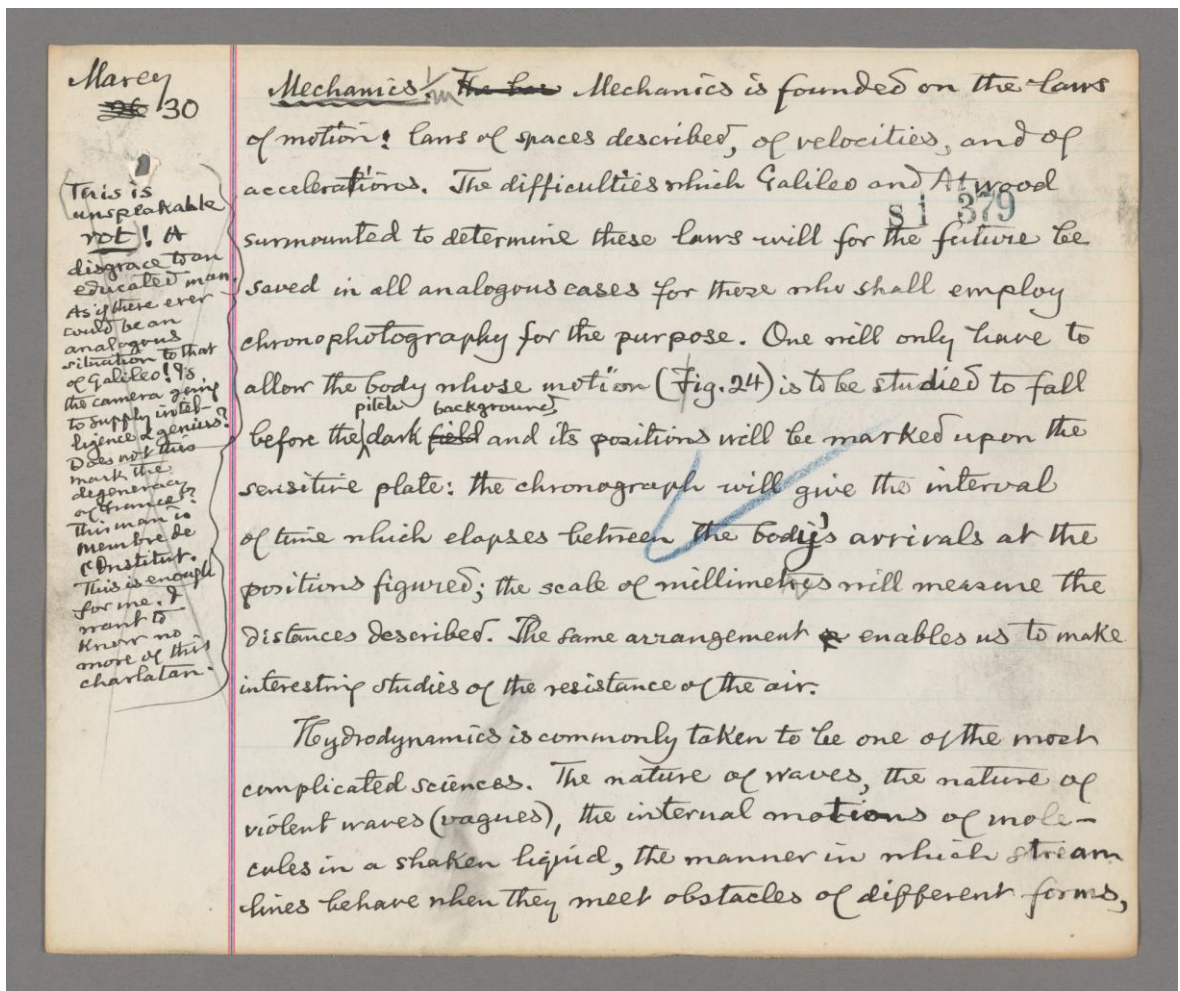 Marey
26 30
Mechanics. The law Mechanics is founded on the laws
of motion: laws of spaces described, of velocities, and of
accelerations. The difficulties which Galileo and Atwood
S1 379
surmounted to determine these laws will for the future be
saved in all analogous cases for those who shall employ
chronophotography for the purpose. One will only have to
allow the body whose motion (Fig. 24) is to be studied to fall
pitch background
before the dark field and its positions will be marked upon the
sensitive plate: the chronograph will give the interval
of time which elapses between the body's arrivals at the
positions figured; the scale of millimetres will measure the
distances described. The same arrangement enables us to make
interesting studies of the resistance of the air.
Hydrodynamics is commonly taken to be one of the most
complicated sciences. The nature of waves, the nature of
violent waves (vagues), the internal motions of mole-
cules in a shaken liquid, the manner in which stream
lines behave when they meet obstacles of different forms,
(This is
unspeakable
rot! A
disgrace to an
educated man.
As if there ever
could be an
analogous
situation to that
of Galileo! Is
the camera going
to supply intel-
ligence & genius?
Does not this
mark the
degeneracy
of France?
This man is
Membre de
l'Institut.
This is enough
for me. I
want to
know no
more of this
charlatan.)